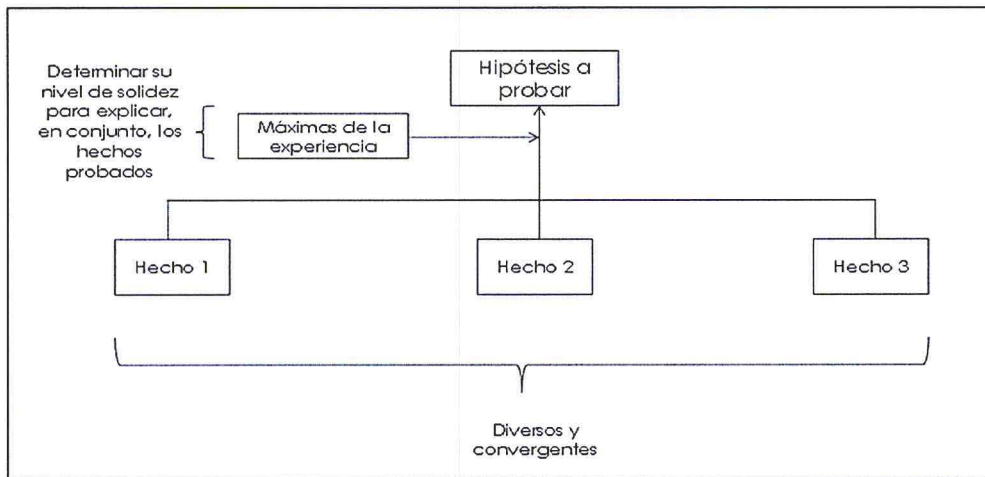 Hipótesis a
probar
Determinar su
nivel de solidez
para explicar,
en conjunto, los
hechos
probados
Máximas de la
experiencia
Hecho 1
Hecho 2
Hecho 3
Diversos y
convergentes